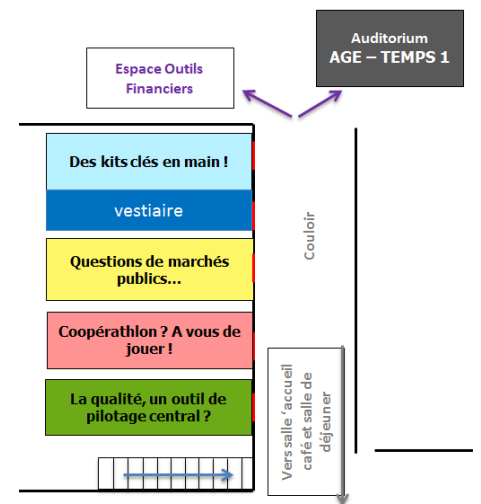 Auditorium
AGE – TEMPS 1
Espace Outils
Financiers
Des kits clés en main !
vestiaire
Questions de marchés
publics...
Coopérathlon ? A vous de
jouer !
La qualité, un outil de
pilotage central ?
Couloir
Vers salle ‘accueil
café et salle de
déjeuner